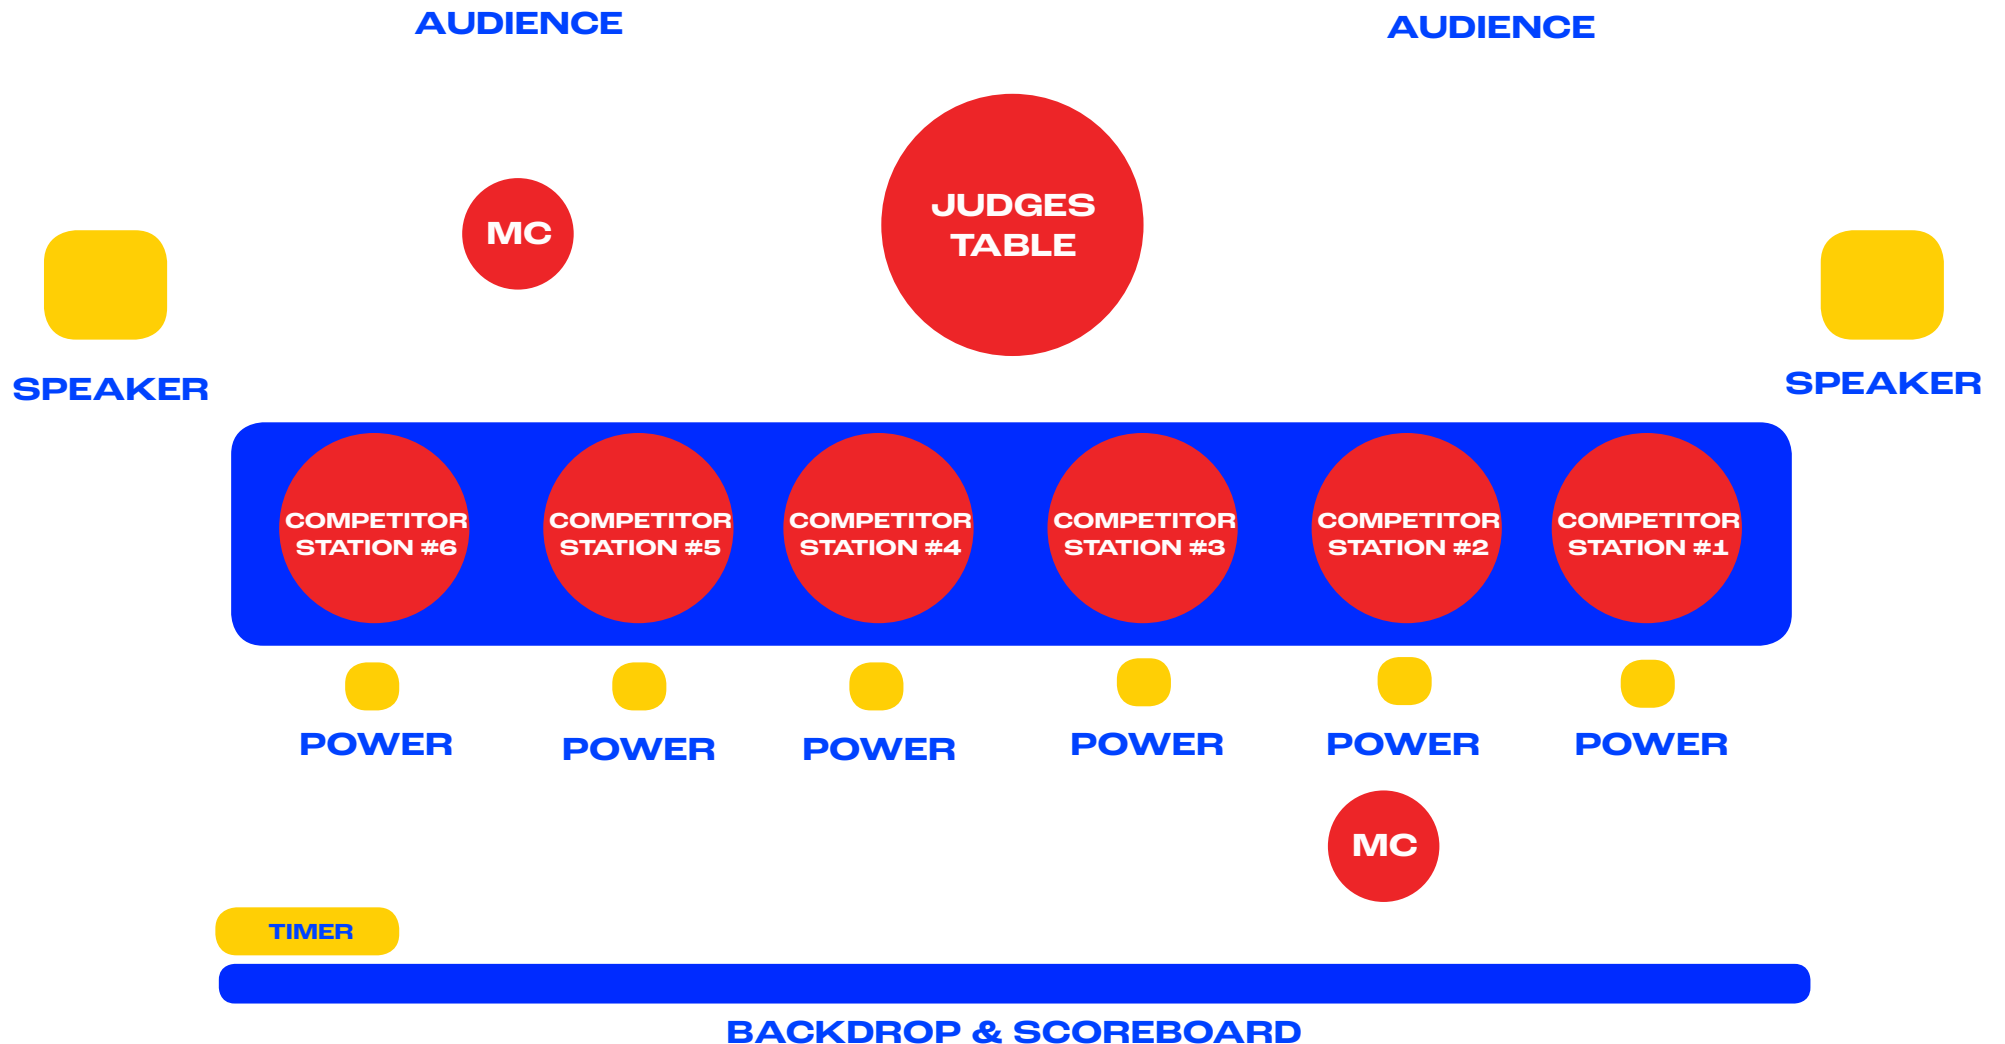 AUDIENCE
AUDIENCE
JUDGES
TABLE
MC
SPEAKER
SPEAKER
COMPETITOR
STATION #6
COMPETITOR
STATION #5
COMPETITOR
STATION #4
COMPETITOR
STATION #3
COMPETITOR
STATION #2
COMPETITOR
STATION #1
POWER
POWER
POWER
POWER
POWER
POWER
MC
TIMER
BACKDROP & SCOREBOARD